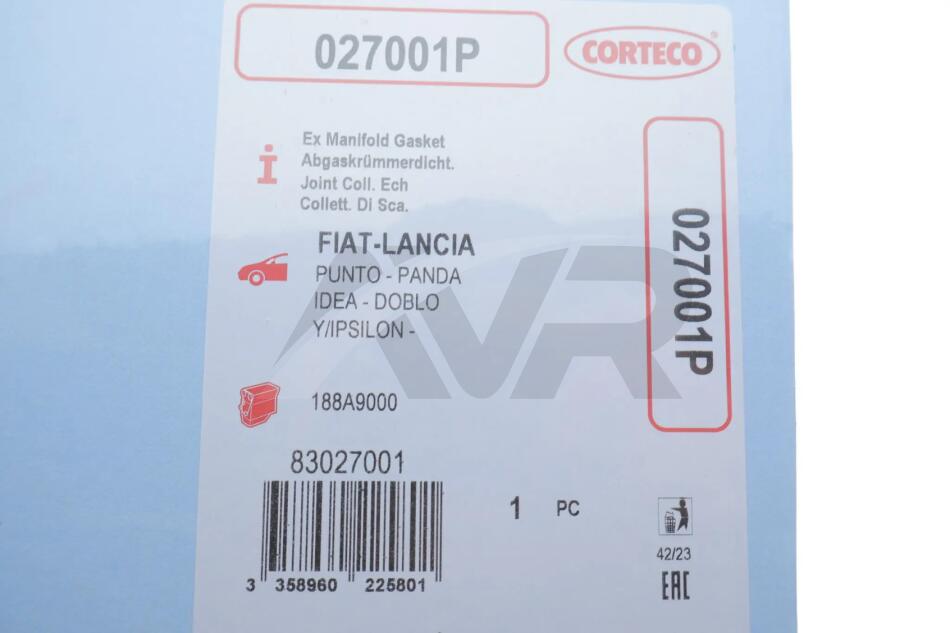 027001P
CORTECO®
Ex Manifold Gasket
Abgaskrümmerdicht.
Joint Coll. Ech
Collett. Di Sca.
FIAT-LANCIA
PUNTO - PANDA
IDEA - DOBLO
Y/IPSILON -
027001P
188A9000
83027001
1 PC
3 358960 225801
42/23
EAC
AVR